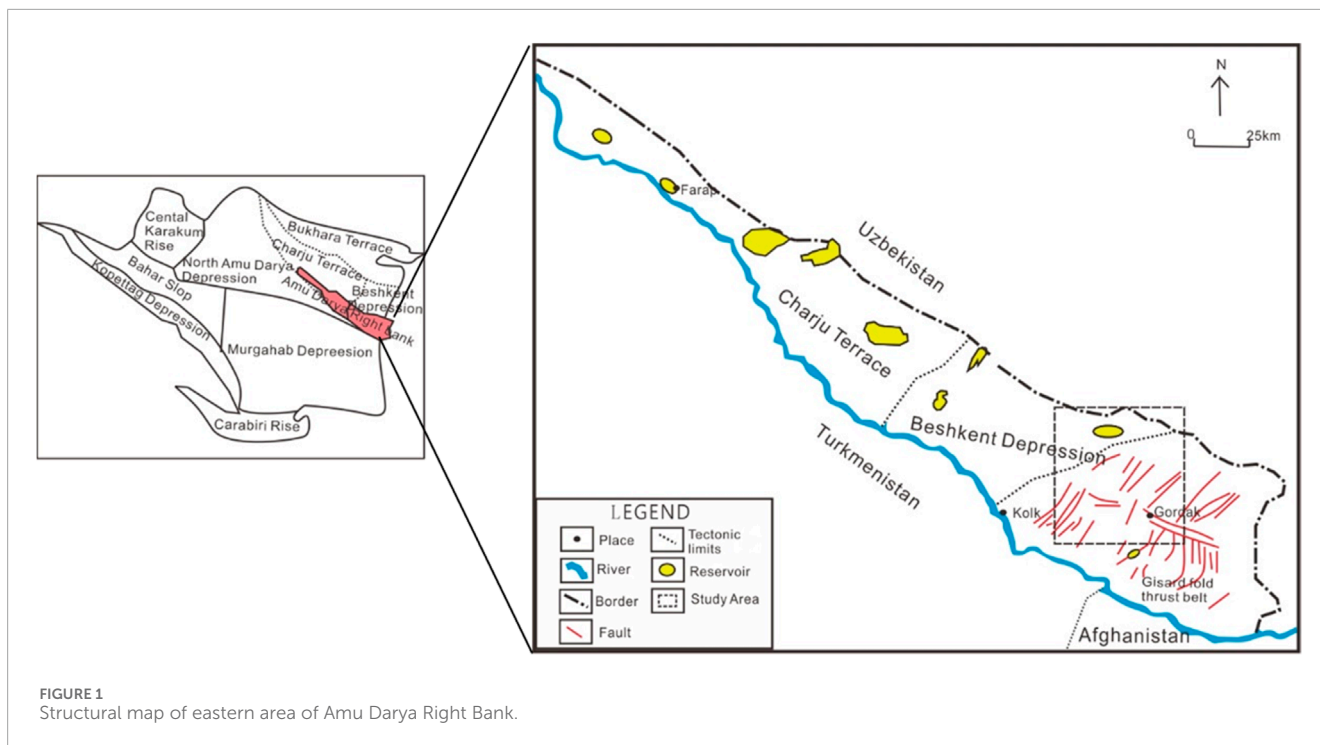 Cental
Karakum
Rise
Bukhara Terrace
Charju Terrace
Bahar Slop
North Amu Darya
Depression
Kopettag Depression
Amu Darya Right bank
Beshkent
Depression
Murgahab Depreesion
Carabiri Rise
N
0 25km
Farap
Uzbekistan
Charju Terrace
Beshkent Depression
Turkmenistan
Kolk
Gordak
Gisard fold
thrust belt
Afghanistan
LEGEND
Place
Tectonic
limits
River
Reservoir
Border
Study Area
Fault
FIGURE 1
Structural map of eastern area of Amu Darya Right Bank.